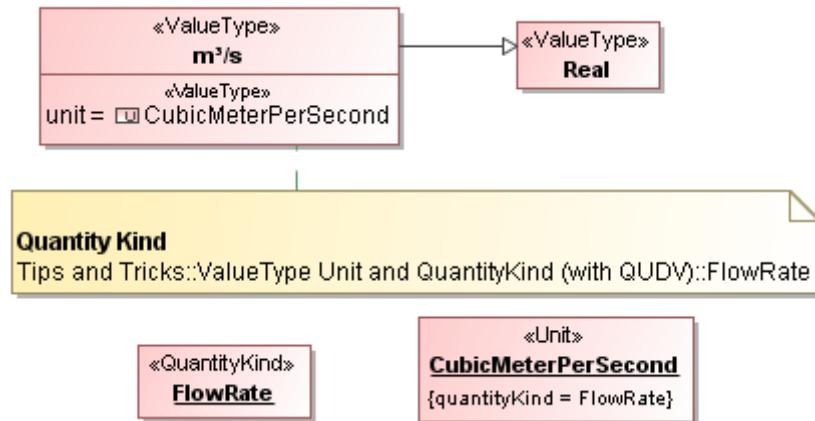 «ValueType»
m³/s
«ValueType»
unit = U CubicMeterPerSecond
«ValueType»
Real
Quantity Kind
Tips and Tricks::ValueType Unit and QuantityKind (with QUDV)::FlowRate
«QuantityKind»
FlowRate
«Unit»
CubicMeterPerSecond
{quantityKind = FlowRate}